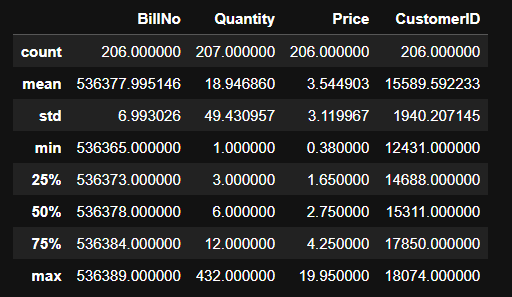 BillNo Quantity Price CustomerID
count 206.000000 207.000000 206.000000 206.000000
mean 536377.995146 18.946860 3.544903 15589.592233
std 6.993026 49.430957 3.119967 1940.207145
min 536365.000000 1.000000 0.380000 12431.000000
25% 536373.000000 3.000000 1.650000 14688.000000
50% 536378.000000 6.000000 2.750000 15311.000000
75% 536384.000000 12.000000 4.250000 17850.000000
max 536389.000000 432.000000 19.950000 18074.000000